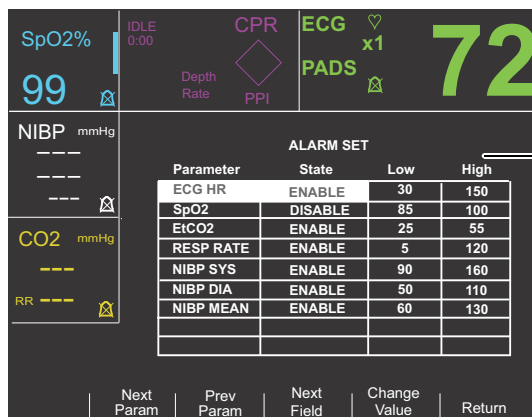 SpO2%
99
IDLE
0:00
CPR
Depth
Rate
PPI
ECG
x1
PADS
72
NIBP mmHg
---
---
---
CO2 mmHg
---
RR ---
ALARM SET
Parameter State Low High
ECG HR ENABLE 30 150
SpO2 DISABLE 85 100
EtCO2 ENABLE 25 55
RESP RATE ENABLE 5 120
NIBP SYS ENABLE 90 160
NIBP DIA ENABLE 50 110
NIBP MEAN ENABLE 60 130
Next Param
Prev Param
Next Field
Change Value
Return